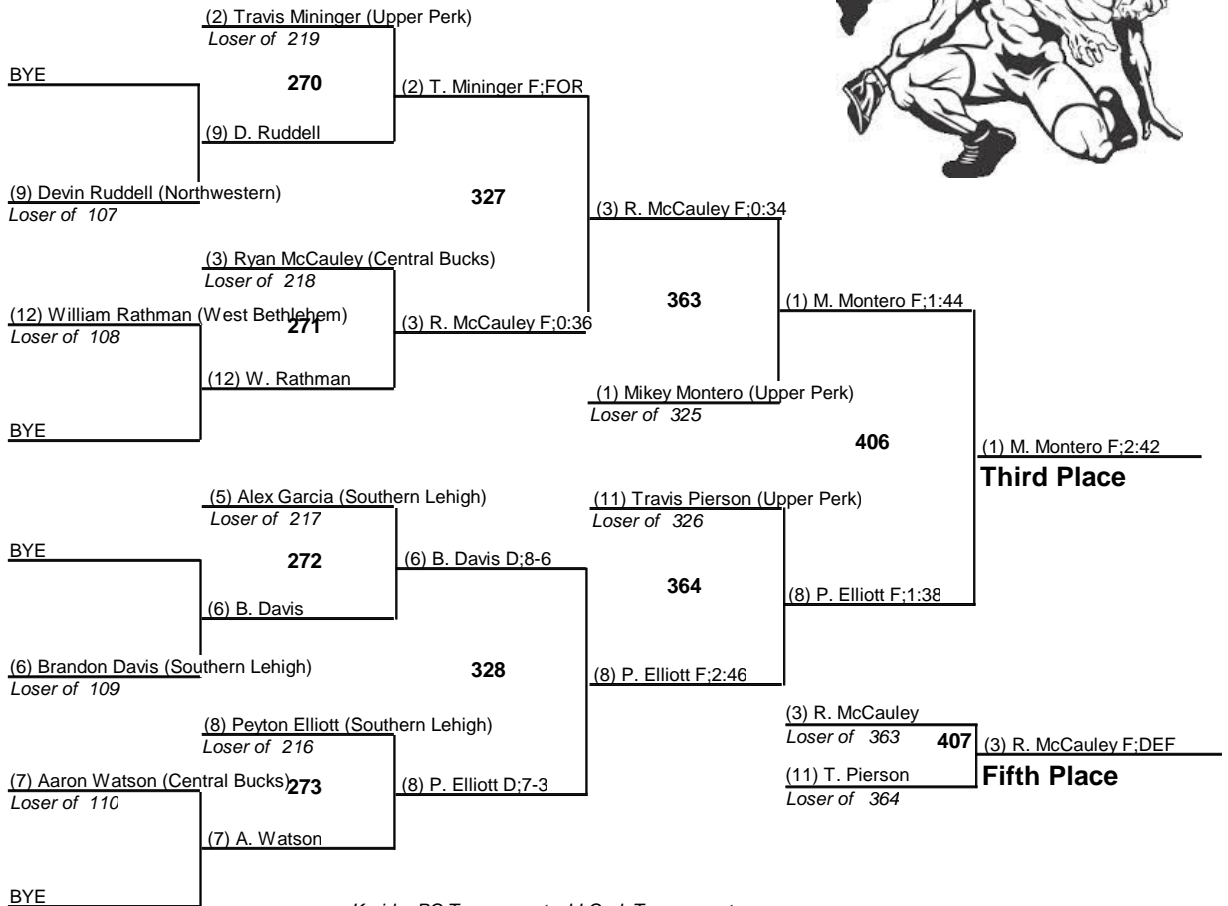 (2) Travis Mininger (Upper Perk)
Loser of 219
BYE
270
(2) T. Mininger F;FOR
(9) D. Ruddell
(9) Devin Ruddell (Northwestern)
Loser of 107
327
(3) R. McCauley F;0:34
(3) Ryan McCauley (Central Bucks)
Loser of 218
(12) William Rathman (West Bethlehem)
Loser of 108
271
(3) R. McCauley F;0:36
363
(1) M. Montero F;1:44
(12) W. Rathman
(1) Mikey Montero (Upper Perk)
Loser of 325
BYE
406
(1) M. Montero F;2:42
Third Place
(5) Alex Garcia (Southern Lehigh)
Loser of 217
(11) Travis Pierson (Upper Perk)
Loser of 326
BYE
272
(6) B. Davis D;8-6
364
(8) P. Elliott F;1:38
(6) B. Davis
(6) Brandon Davis (Southern Lehigh)
Loser of 109
328
(8) P. Elliott F;2:46
(8) Peyton Elliott (Southern Lehigh)
Loser of 216
(3) R. McCauley
Loser of 363
407
(3) R. McCauley F;DEF
Fifth Place
(7) Aaron Watson (Central Bucks)
Loser of 110
273
(8) P. Elliott D;7-3
(11) T. Pierson
Loser of 364
(7) A. Watson
BYE